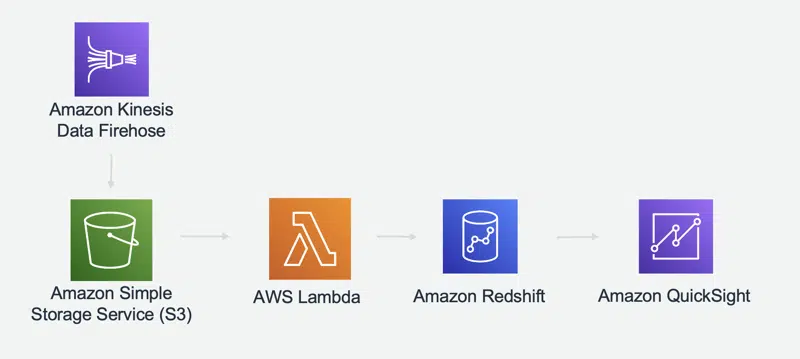 Amazon Kinesis
Data Firehose
Amazon Simple
Storage Service (S3)
AWS Lambda
Amazon Redshift
Amazon QuickSight